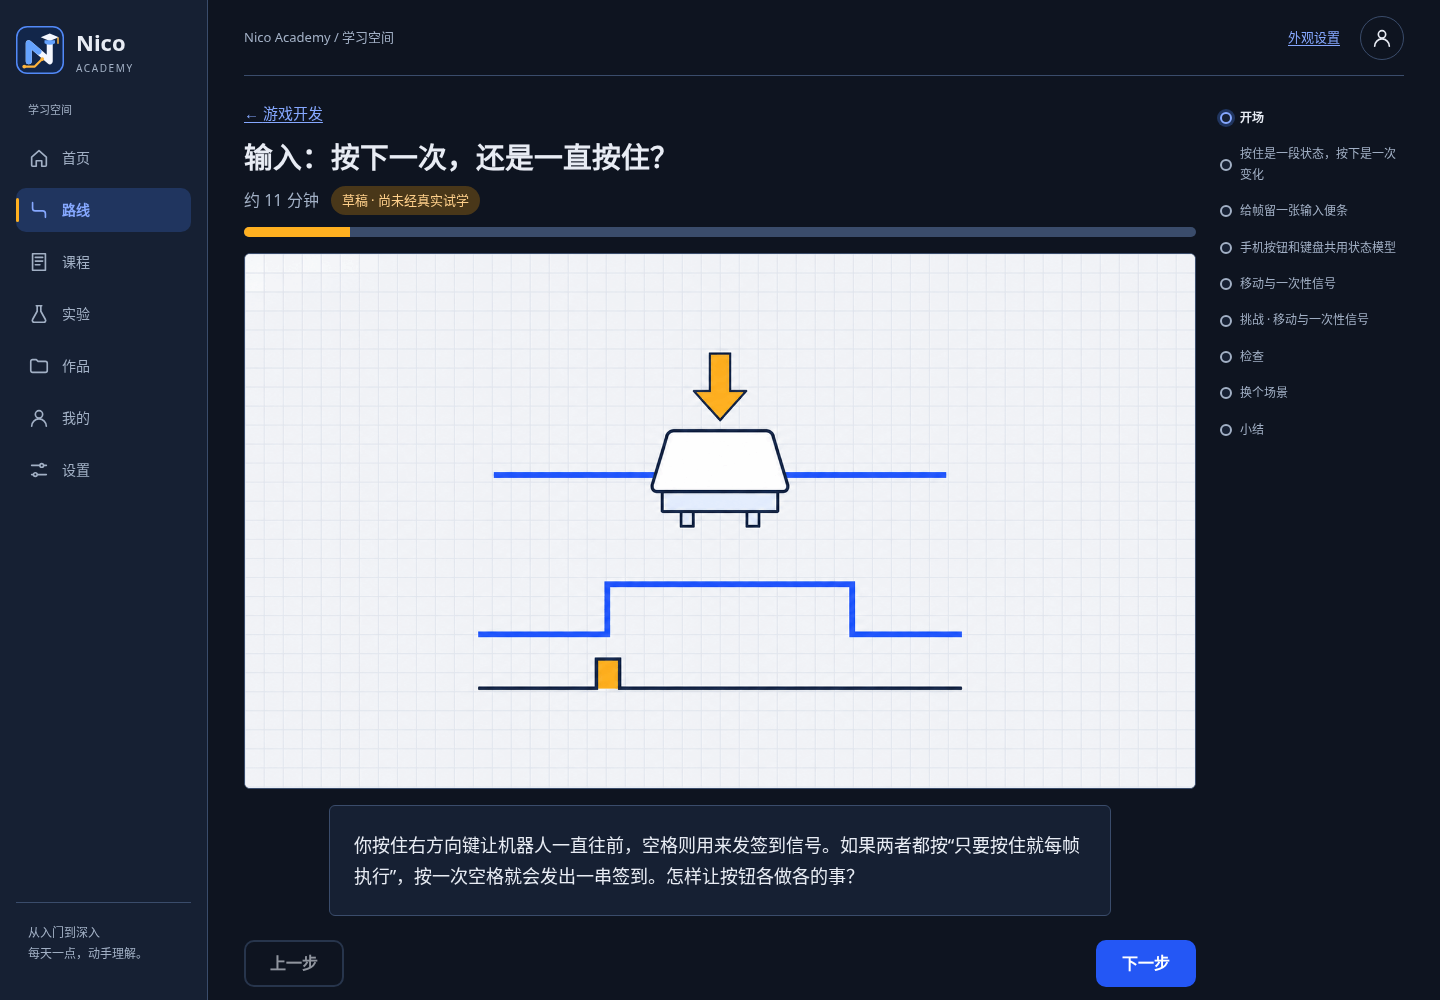 Nico
ACADEMY
学习空间
首页
路线
课程
实验
作品
我的
设置
从入门到深入
每天一点，动手理解。
Nico Academy / 学习空间
外观设置
← 游戏开发
输入：按下一次，还是一直按住？
约 11 分钟
草稿 · 尚未经真实试学
你按住右方向键让机器人一直往前，空格则用来发签到信号。如果两者都按“只要按住就每帧
执行”，按一次空格就会发出一串签到。怎样让按钮各做各的事？
上一步
下一步
开场
按住是一段状态，按下是一次
变化
给帧留一张输入便条
手机按钮和键盘共用状态模型
移动与一次性信号
挑战 · 移动与一次性信号
检查
换个场景
小结